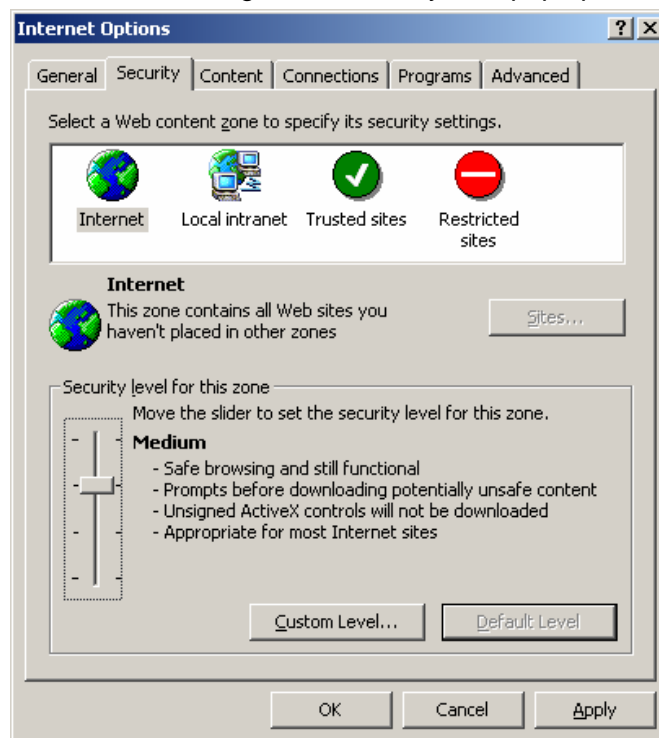 Internet Options
General Security Content Connections Programs Advanced
Select a Web content zone to specify its security settings.
Internet Local intranet Trusted sites Restricted
sites
Internet
This zone contains all Web sites you
haven't placed in other zones
Sites...
Security level for this zone
Move the slider to set the security level for this zone.
Medium
- Safe browsing and still functional
- Prompts before downloading potentially unsafe content
- Unsigned ActiveX controls will not be downloaded
- Appropriate for most Internet sites
Custom Level... Default Level
OK Cancel Apply